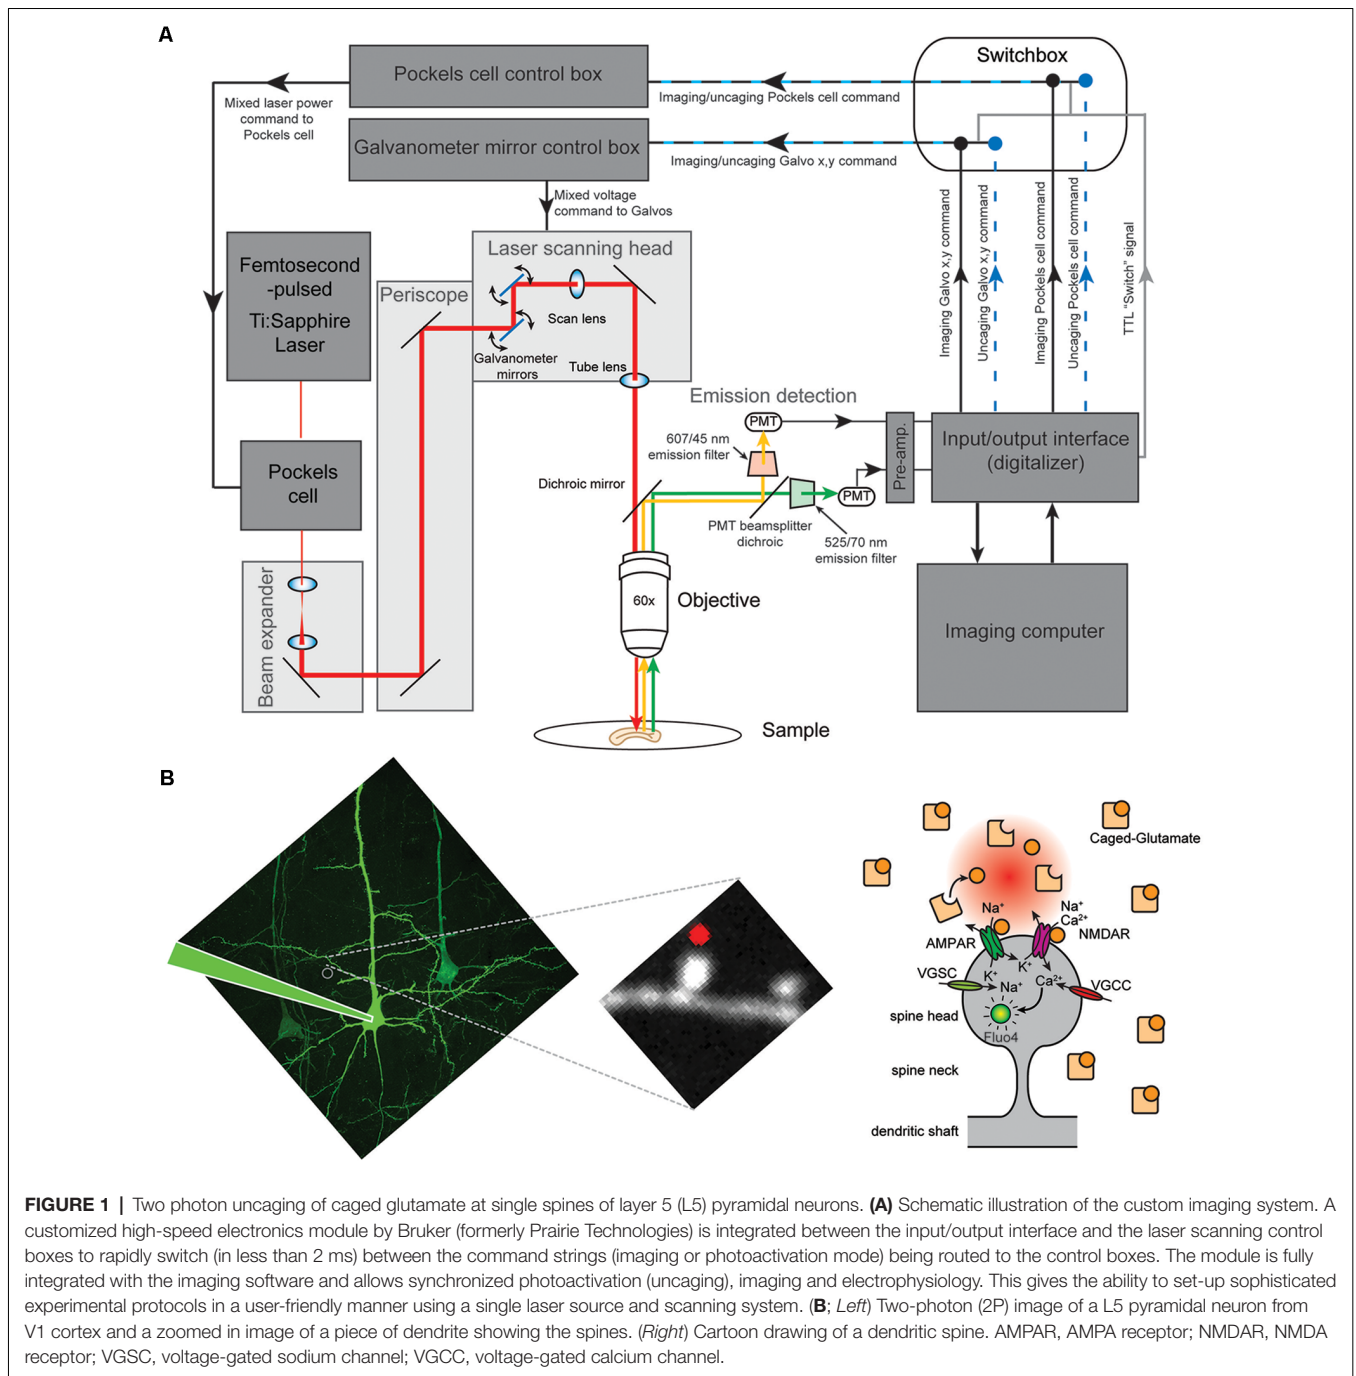 A
Pockels cell control box
Mixed laser power
command to
Pockels cell
Imaging/uncaging Pockels cell command
Switchbox
Galvanometer mirror control box
Imaging/uncaging Galvo x,y command
Mixed voltage
command to Galvos
Imaging Galvo x,y command
Uncaging Galvo x,y command
Imaging Pockels cell command
Uncaging Pockels cell command
TTL “Switch” signal
Femtosecond
-pulsed
Ti:Sapphire
Laser
Periscope
Laser scanning head
Scan lens
Galvanometer
mirrors
Tube lens
Emission detection
PMT
607/45 nm
emission filter
Pre-amp.
Input/output interface
(digitalizer)
Pockels
cell
Dichroic mirror
PMT
PMT beamsplitter
dichroic
525/70 nm
emission filter
Beam expander
60x
Objective
Imaging computer
Sample
B
Caged-Glutamate
Na+
Na+
Ca2+
AMPAR
NMDAR
K+
K+
VGSC
Na+
Ca2+
VGCC
spine head
Fluo4
spine neck
dendritic shaft
FIGURE 1 | Two photon uncaging of caged glutamate at single spines of layer 5 (L5) pyramidal neurons. (A) Schematic illustration of the custom imaging system. A
customized high-speed electronics module by Bruker (formerly Prairie Technologies) is integrated between the input/output interface and the laser scanning control
boxes to rapidly switch (in less than 2 ms) between the command strings (imaging or photoactivation mode) being routed to the control boxes. The module is fully
integrated with the imaging software and allows synchronized photoactivation (uncaging), imaging and electrophysiology. This gives the ability to set-up sophisticated
experimental protocols in a user-friendly manner using a single laser source and scanning system. (B; Left) Two-photon (2P) image of a L5 pyramidal neuron from
V1 cortex and a zoomed in image of a piece of dendrite showing the spines. (Right) Cartoon drawing of a dendritic spine. AMPAR, AMPA receptor; NMDAR, NMDA
receptor; VGSC, voltage-gated sodium channel; VGCC, voltage-gated calcium channel.